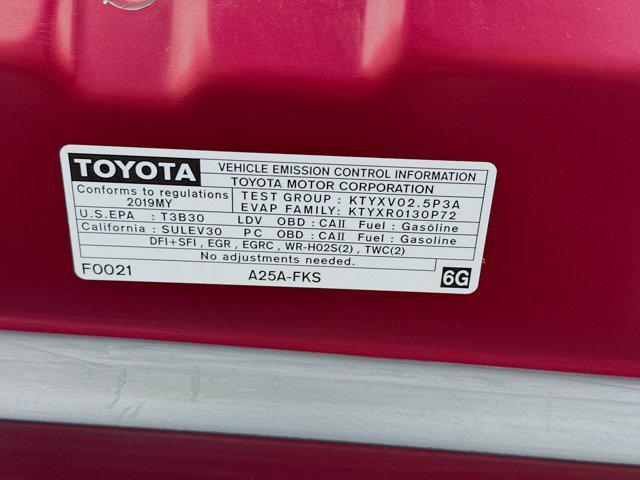 TOYOTA
VEHICLE EMISSION CONTROL INFORMATION
TOYOTA MOTOR CORPORATION
Conforms to regulations
2019MY
TEST GROUP : KTYXV02.5P3A
EVAP FAMILY: KTYXR0130P72
U.S.EPA : T3B30 LDV OBD : CAII Fuel : Gasoline
California : SULEV30 PC OBD : CAII Fuel : Gasoline
DFI+SFI , EGR , EGRC , WR-HO2S(2) , TWC(2)
No adjustments needed.
F0021 A25A-FKS 6G